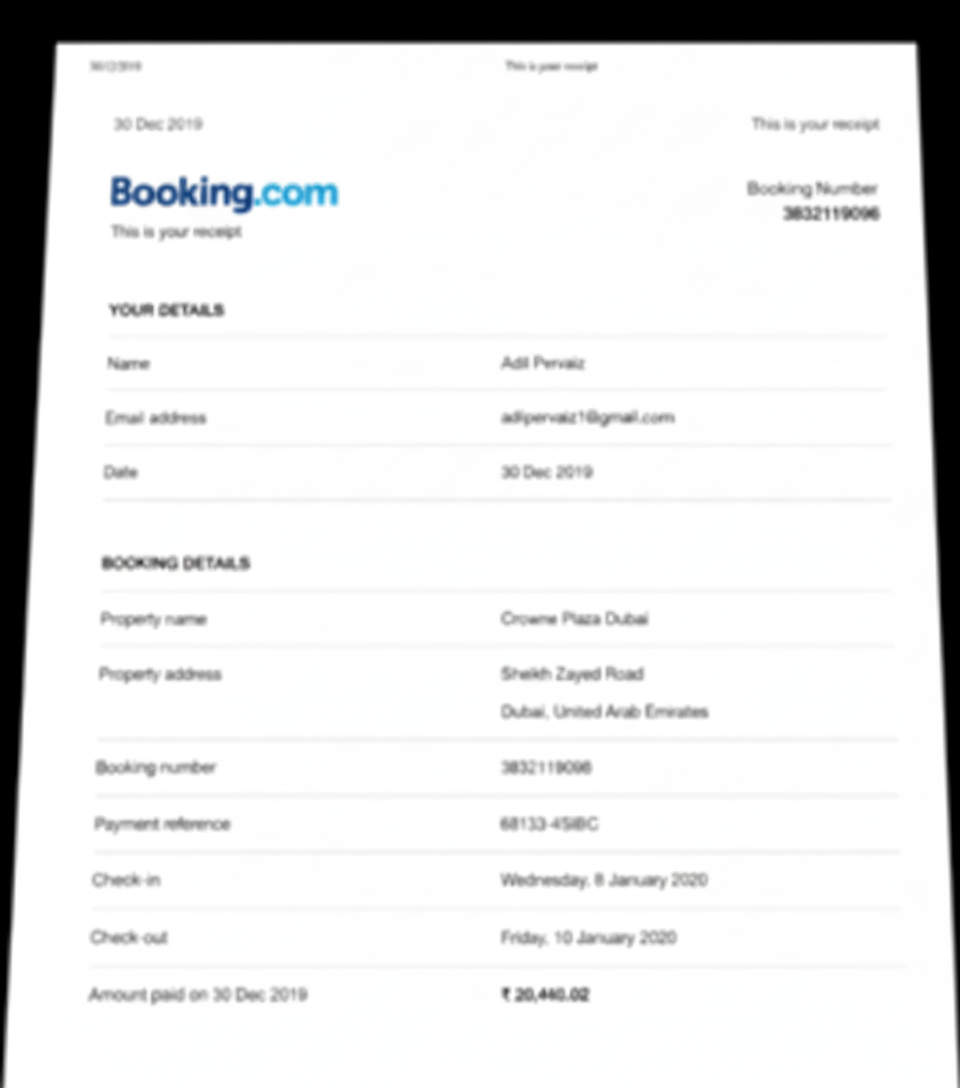 30/12/2019 This is your receipt
30 Dec 2019 This is your receipt
Booking.com
Booking Number
3832119096
This is your receipt
YOUR DETAILS
Name Adil Pervaiz
Email address adilpervaiz1@gmail.com
Date 30 Dec 2019
BOOKING DETAILS
Property name Crowne Plaza Dubai
Property address Sheikh Zayed Road
Dubai, United Arab Emirates
Booking number 3832119096
Payment reference
Check-in Wednesday, 8 January 2020
Check-out Friday, 10 January 2020
Amount paid on 30 Dec 2019 ₹ 20,440.02